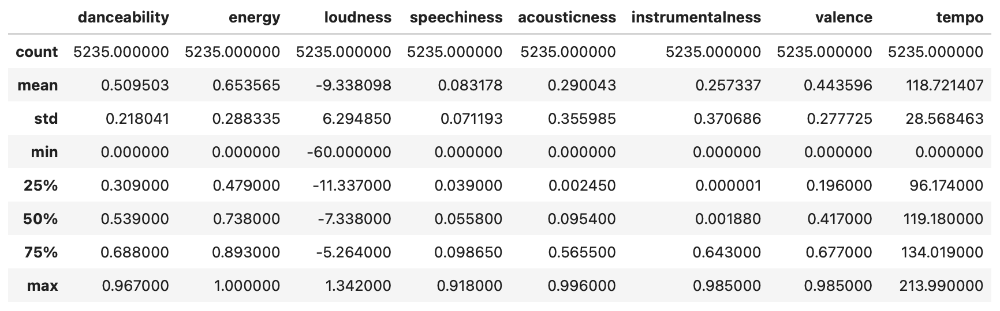 danceability energy loudness speechiness acousticness instrumentalness valence tempo
count 5235.000000 5235.000000 5235.000000 5235.000000 5235.000000 5235.000000 5235.000000 5235.000000
mean 0.509503 0.653565 -9.338098 0.083178 0.290043 0.257337 0.443596 118.721407
std 0.218041 0.288335 6.294850 0.071193 0.355985 0.370686 0.277725 28.568463
min 0.000000 0.000000 -60.000000 0.000000 0.000000 0.000000 0.000000 0.000000
25% 0.309000 0.479000 -11.337000 0.039000 0.002450 0.000001 0.196000 96.174000
50% 0.539000 0.738000 -7.338000 0.055800 0.095400 0.001880 0.417000 119.180000
75% 0.688000 0.893000 -5.264000 0.098650 0.565500 0.643000 0.677000 134.019000
max 0.967000 1.000000 1.342000 0.918000 0.996000 0.985000 0.985000 213.990000